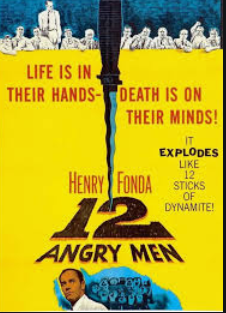 LIFE IS IN
THEIR HANDS- DEATH IS ON
THEIR MINDS!
IT
EXPLODES
LIKE
12
STICKS
OF
DYNAMITE!
HENRY FONDA
12
ANGRY MEN